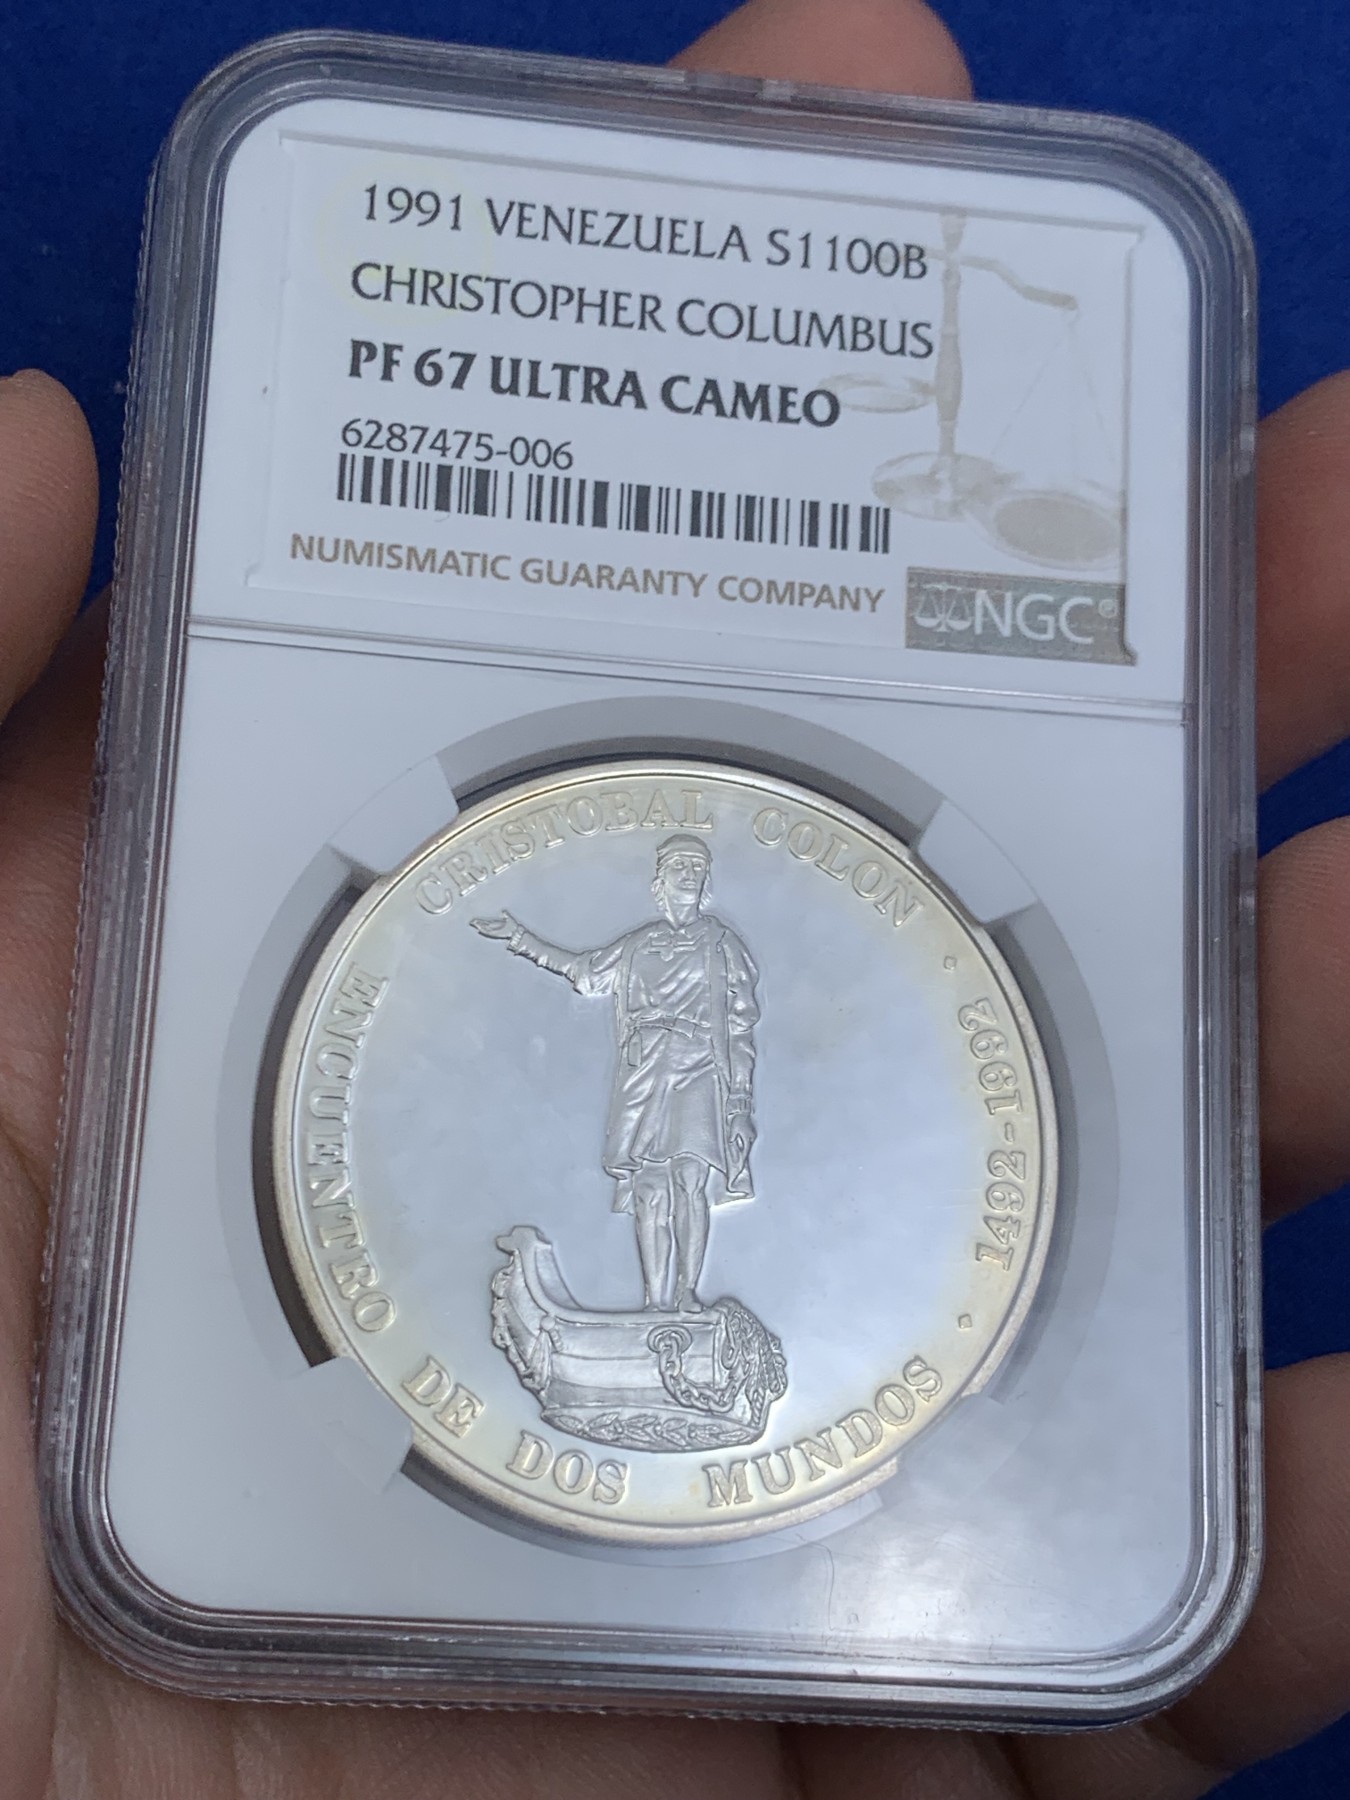 1991 VENEZUELA S1100B
CHRISTOPHER COLUMBUS
PF 67 ULTRA CAMEO
6287475-006
NUMISMATIC GUARANTY COMPANY
NGC®
CRISTOBAL COLON · 1492-1992 ·
ENCUENTRO DE DOS MUNDOS